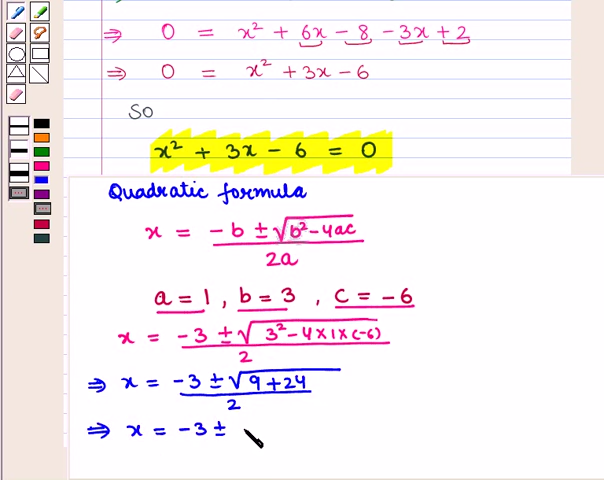 ⇒ 0 = x² + 6x - 8 - 3x + 2
⇒ 0 = x² + 3x - 6
So
x² + 3x - 6 = 0
Quadratic formula
x = -b ± √b² - 4ac
2a
a = 1 , b = 3 , c = -6
x = -3 ± √3² - 4×1×(-6)
2
⇒ x = -3 ± √9 + 24
2
⇒ x = -3 ±